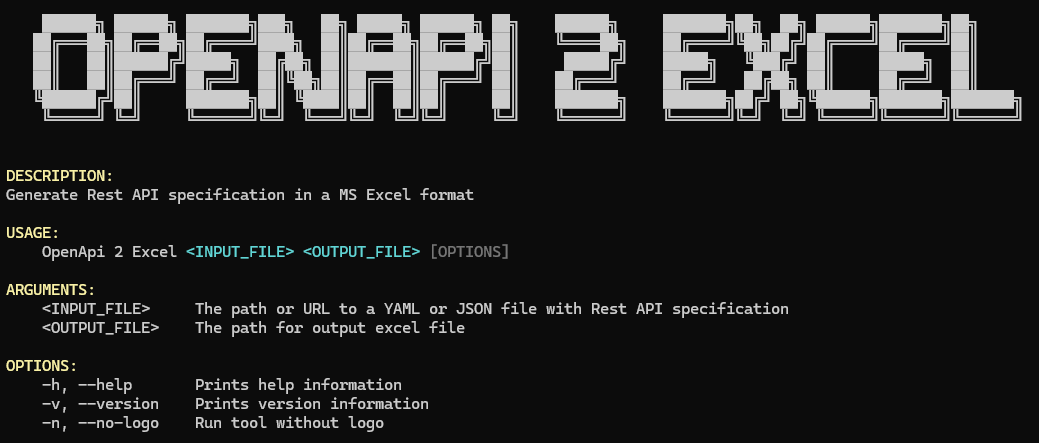 OPENAPI 2 EXCEL
DESCRIPTION:
Generate Rest API specification in a MS Excel format
USAGE:
OpenApi 2 Excel <INPUT_FILE> <OUTPUT_FILE> [OPTIONS]
ARGUMENTS:
<INPUT_FILE> The path or URL to a YAML or JSON file with Rest API specification
<OUTPUT_FILE> The path for output excel file
OPTIONS:
-h, --help Prints help information
-v, --version Prints version information
-n, --no-logo Run tool without logo